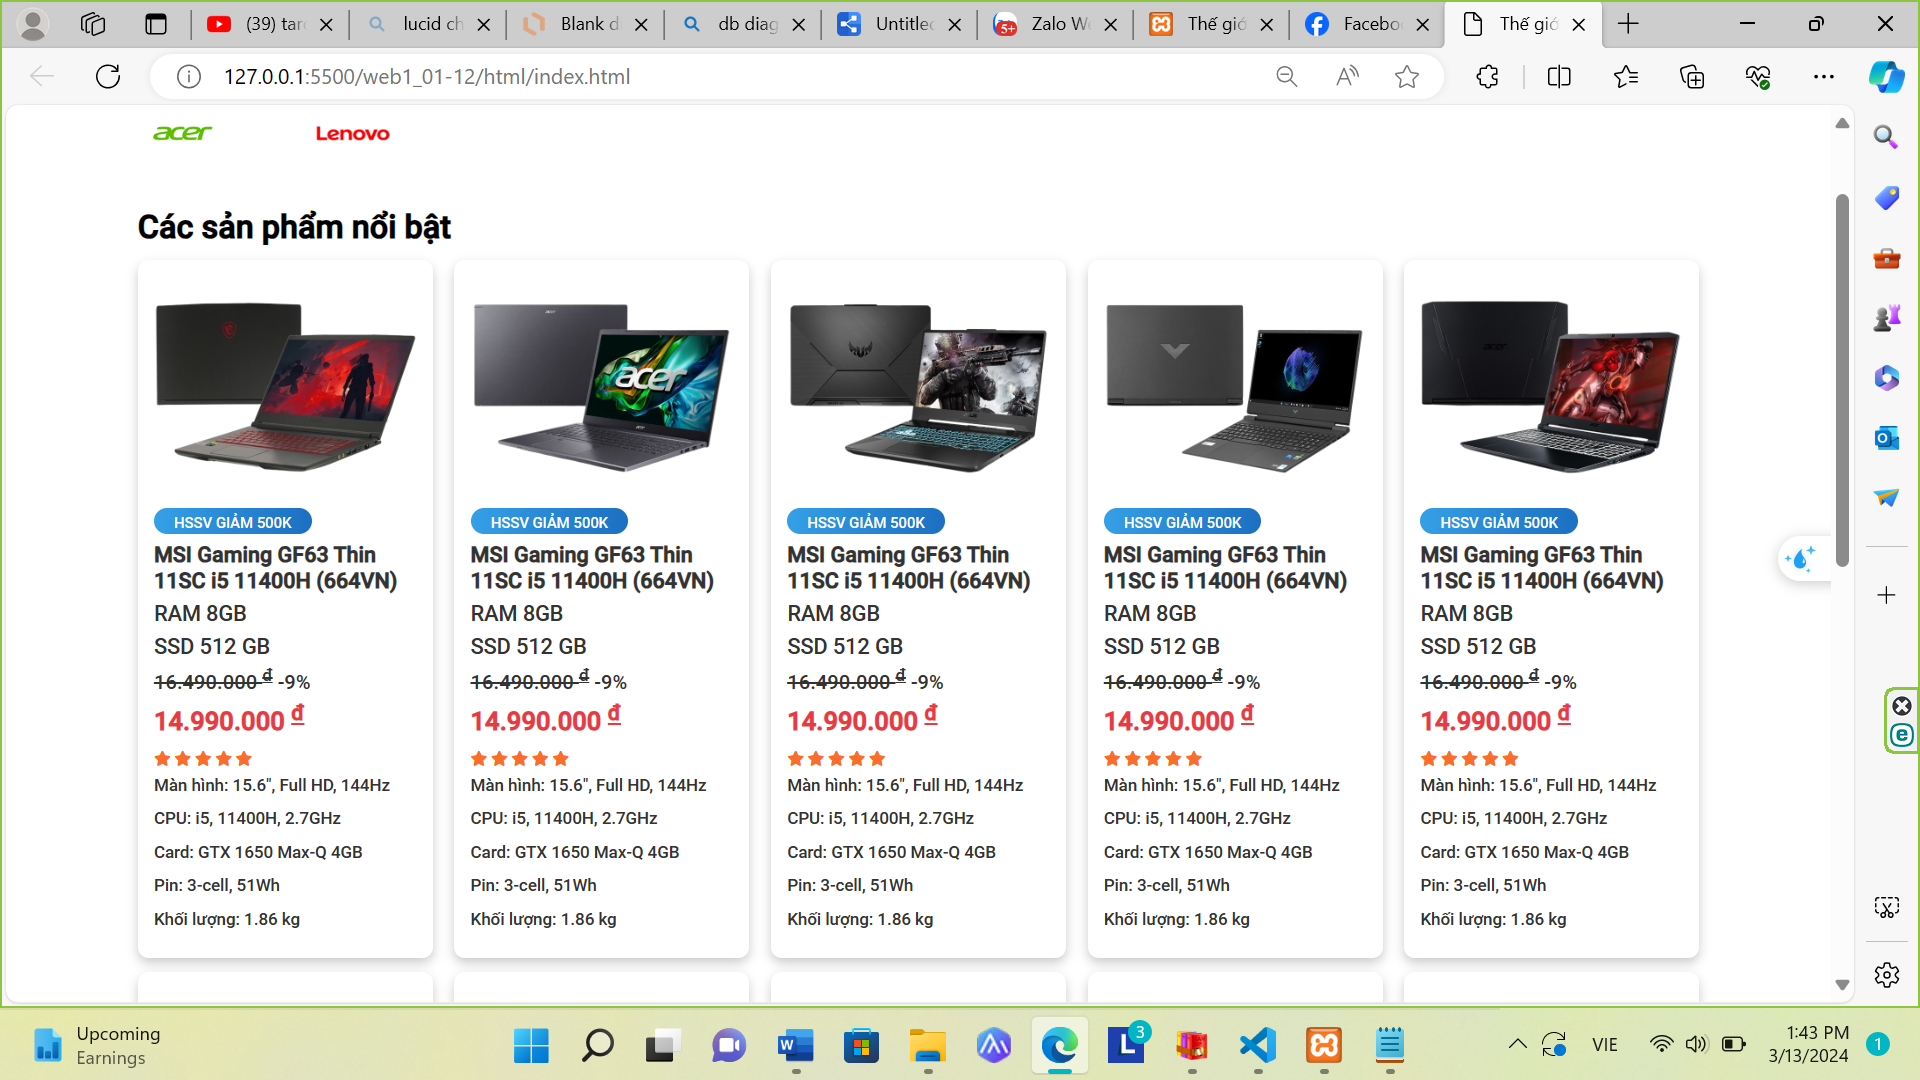 (39) tar
lucid ch
Blank d
db diag
Untitled
5+
Zalo We
Thế giớ
Facebo
Thế giớ
127.0.0.1:5500/web1_01-12/html/index.html
acer
Lenovo
Các sản phẩm nổi bật
acer
HSSV GIẢM 500K
MSI Gaming GF63 Thin
11SC i5 11400H (664VN)
RAM 8GB
SSD 512 GB
16.490.000 đ -9%
14.990.000 đ
Màn hình: 15.6", Full HD, 144Hz
CPU: i5, 11400H, 2.7GHz
Card: GTX 1650 Max-Q 4GB
Pin: 3-cell, 51Wh
Khối lượng: 1.86 kg
HSSV GIẢM 500K
MSI Gaming GF63 Thin
11SC i5 11400H (664VN)
RAM 8GB
SSD 512 GB
16.490.000 đ -9%
14.990.000 đ
Màn hình: 15.6", Full HD, 144Hz
CPU: i5, 11400H, 2.7GHz
Card: GTX 1650 Max-Q 4GB
Pin: 3-cell, 51Wh
Khối lượng: 1.86 kg
HSSV GIẢM 500K
MSI Gaming GF63 Thin
11SC i5 11400H (664VN)
RAM 8GB
SSD 512 GB
16.490.000 đ -9%
14.990.000 đ
Màn hình: 15.6", Full HD, 144Hz
CPU: i5, 11400H, 2.7GHz
Card: GTX 1650 Max-Q 4GB
Pin: 3-cell, 51Wh
Khối lượng: 1.86 kg
HSSV GIẢM 500K
MSI Gaming GF63 Thin
11SC i5 11400H (664VN)
RAM 8GB
SSD 512 GB
16.490.000 đ -9%
14.990.000 đ
Màn hình: 15.6", Full HD, 144Hz
CPU: i5, 11400H, 2.7GHz
Card: GTX 1650 Max-Q 4GB
Pin: 3-cell, 51Wh
Khối lượng: 1.86 kg
HSSV GIẢM 500K
MSI Gaming GF63 Thin
11SC i5 11400H (664VN)
RAM 8GB
SSD 512 GB
16.490.000 đ -9%
14.990.000 đ
Màn hình: 15.6", Full HD, 144Hz
CPU: i5, 11400H, 2.7GHz
Card: GTX 1650 Max-Q 4GB
Pin: 3-cell, 51Wh
Khối lượng: 1.86 kg
Upcoming
Earnings
3
VIE
1:43 PM
3/13/2024
1